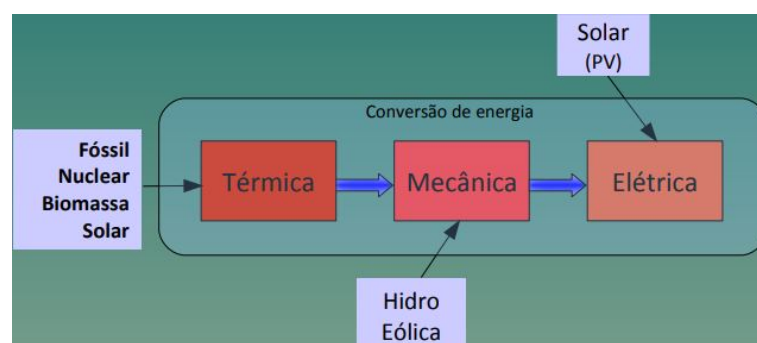 Solar
(PV)
Conversão de energia
Fóssil
Nuclear
Biomassa
Solar
Térmica
Mecânica
Elétrica
Hidro
Eólica